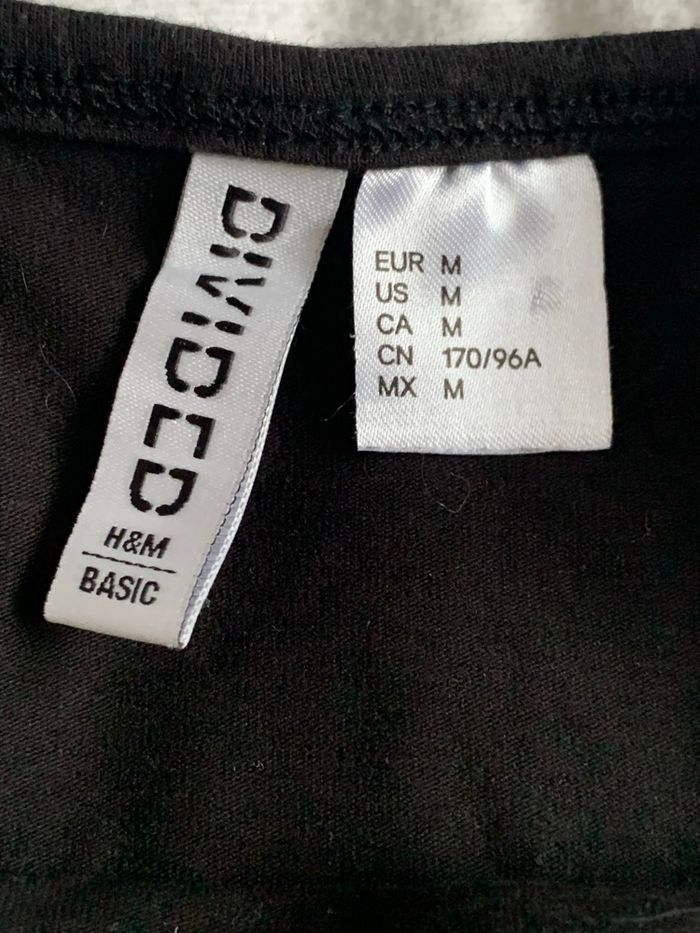 DIVIDED
H&M
BASIC
EUR M
US M
CA M
CN 170/96A
MX M